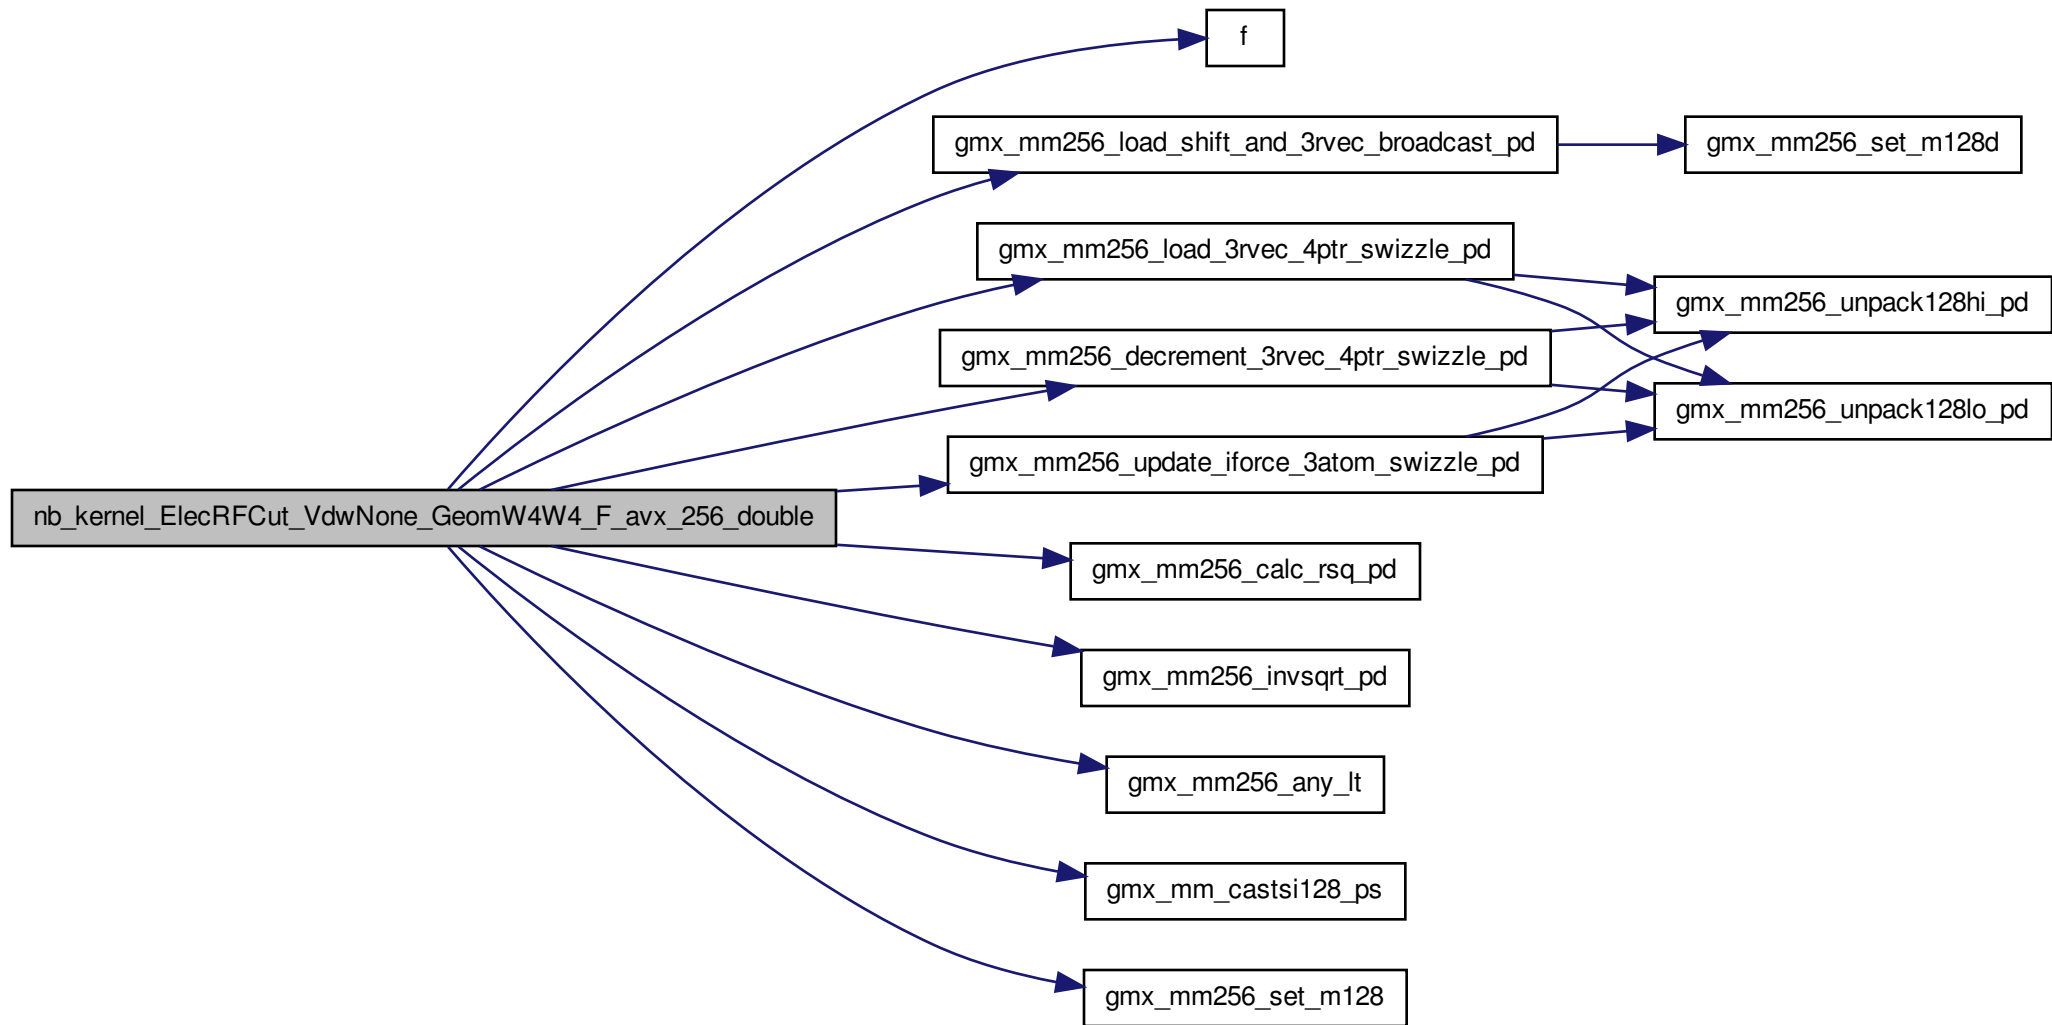 f
gmx_mm256_load_shift_and_3rvec_broadcast_pd
gmx_mm256_set_m128d
gmx_mm256_load_3rvec_4ptr_swizzle_pd
gmx_mm256_unpack128hi_pd
gmx_mm256_decrement_3rvec_4ptr_swizzle_pd
gmx_mm256_unpack128lo_pd
gmx_mm256_update_iforce_3atom_swizzle_pd
nb_kernel_ElecRFCut_VdwNone_GeomW4W4_F_avx_256_double
gmx_mm256_calc_rsq_pd
gmx_mm256_invsqrt_pd
gmx_mm256_any_lt
gmx_mm_castsi128_ps
gmx_mm256_set_m128